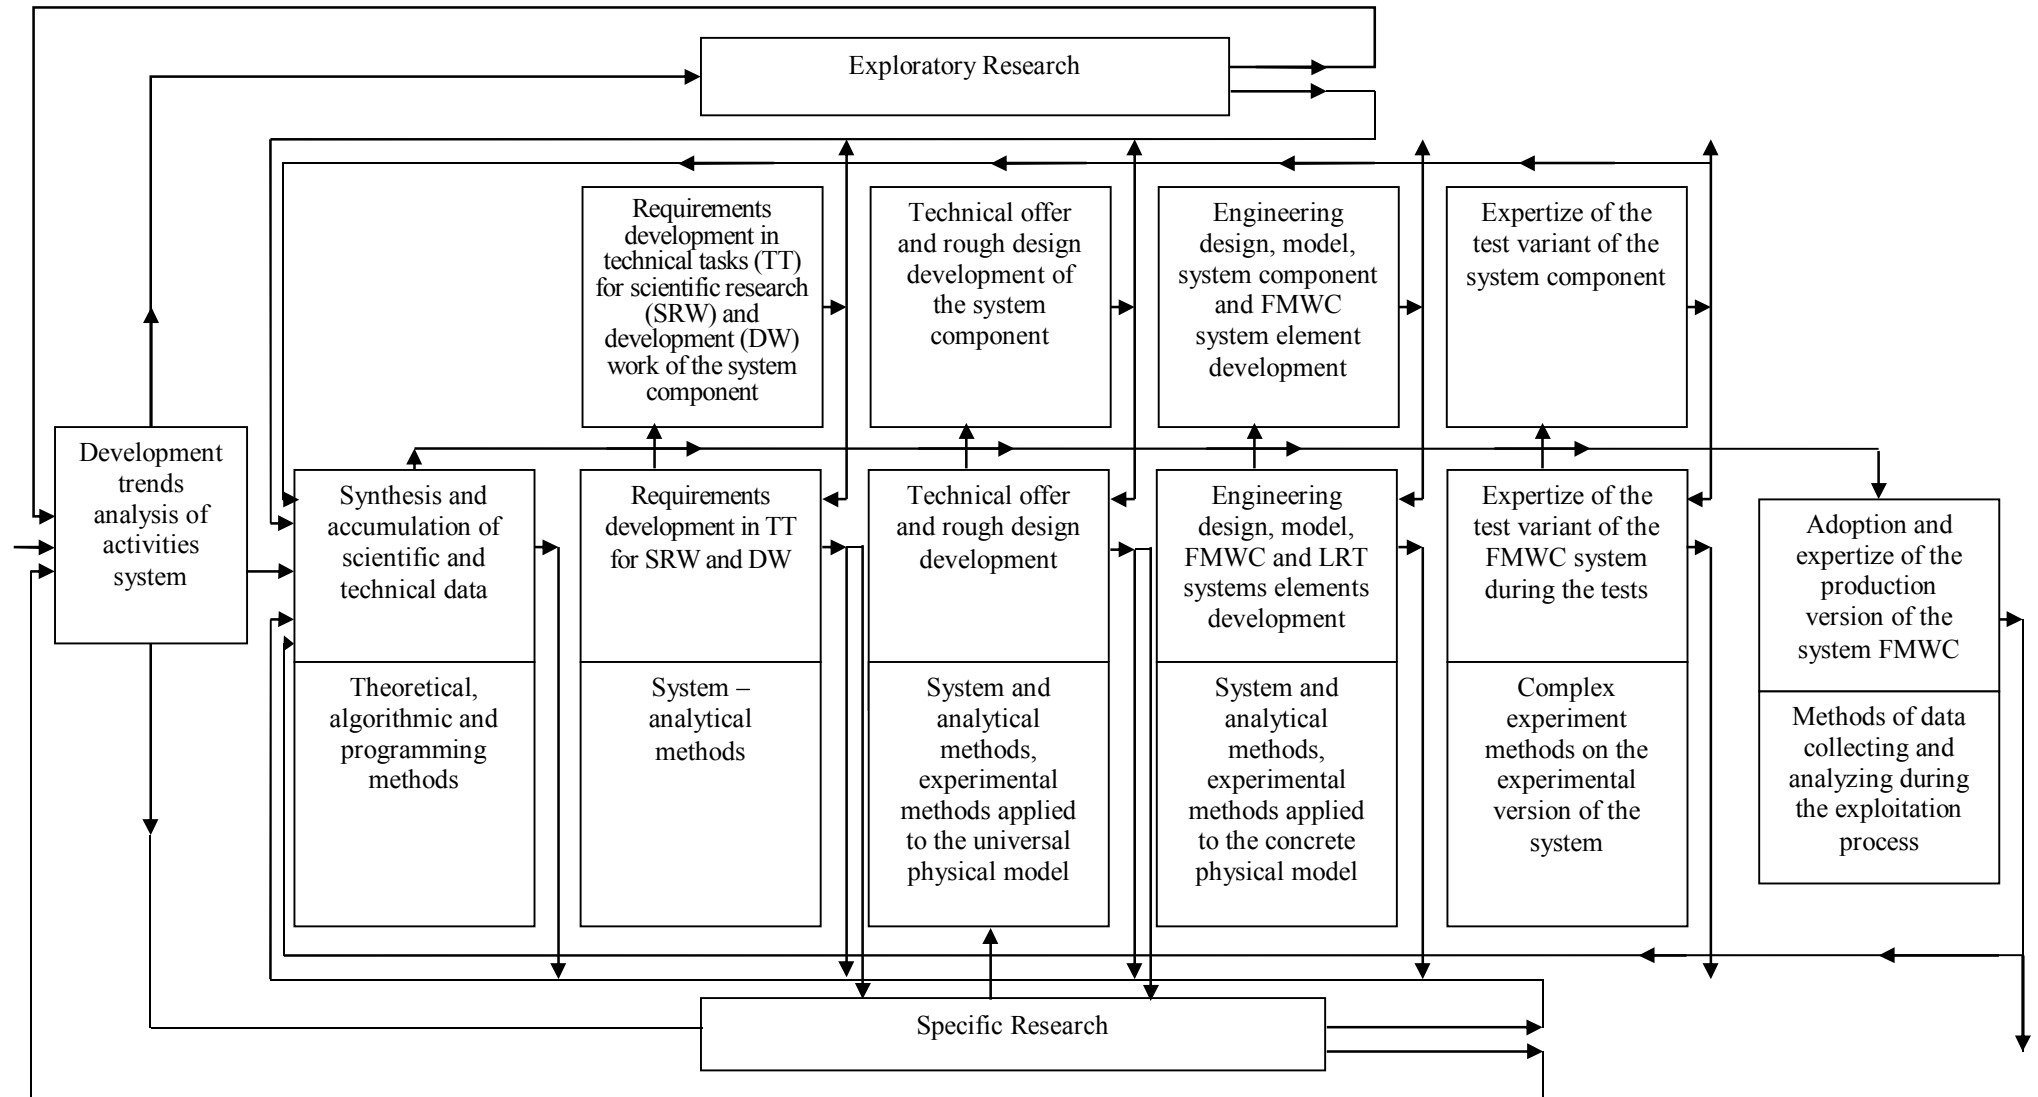 Exploratory Research
Requirements
development in
technical tasks (TT)
for scientific research
(SRW) and
development (DW)
work of the system
component
Technical offer
and rough design
development of
the system
component
Engineering
design, model,
system component
and FMWC
system element
development
Expertize of the
test variant of the
system component
Development
trends
analysis of
activities
system
Synthesis and
accumulation of
scientific and
technical data
Theoretical,
algorithmic and
programming
methods
Requirements
development in TT
for SRW and DW
System –
analytical
methods
Technical offer
and rough design
development
System and
analytical
methods,
experimental
methods applied
to the universal
physical model
Engineering
design, model,
FMWC and LRT
systems elements
development
System and
analytical
methods,
experimental
methods applied
to the concrete
physical model
Expertize of the
test variant of the
FMWC system
during the tests
Complex
experiment
methods on the
experimental
version of the
system
Adoption and
expertize of the
production
version of the
system FMWC
Methods of data
collecting and
analyzing during
the exploitation
process
Specific Research